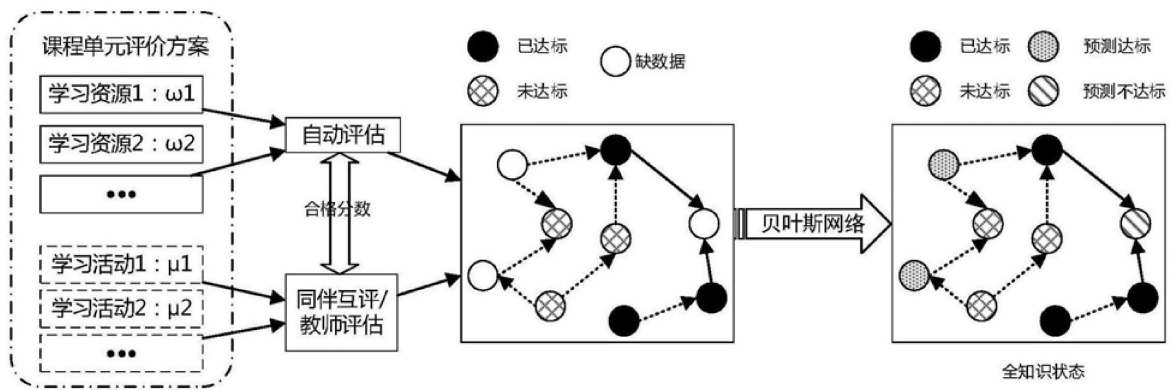 课程单元评价方案
学习资源1：ω1
学习资源2：ω2
•••
学习活动1：μ1
学习活动2：μ2
•••
自动评估
合格分数
同伴互评/
教师评估
已达标
缺数据
未达标
贝叶斯网络
已达标
预测达标
未达标
预测不达标
全知识状态